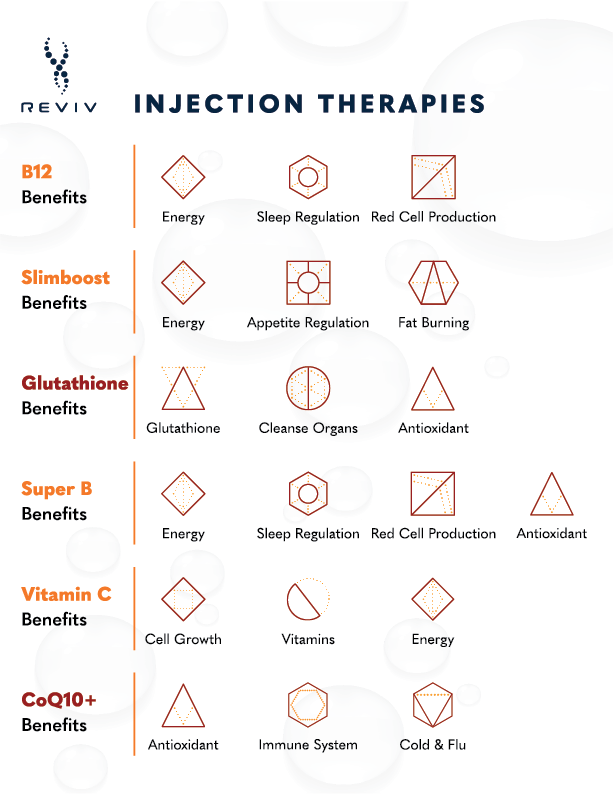 REVIV
INJECTION THERAPIES
B12
Benefits
Energy
Sleep Regulation
Red Cell Production
Slimboost
Benefits
Energy
Appetite Regulation
Fat Burning
Glutathione
Benefits
Glutathione
Cleanse Organs
Antioxidant
Super B
Benefits
Energy
Sleep Regulation
Red Cell Production
Antioxidant
Vitamin C
Benefits
Cell Growth
Vitamins
Energy
CoQ10+
Benefits
Antioxidant
Immune System
Cold & Flu